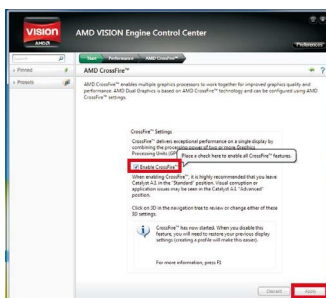 VISION
AMD
AMD VISION Engine Control Center
Preferences
Search
Start
Performance
AMD CrossFire™
Pinned
Presets
AMD CrossFire™
AMD CrossFire™ enables multiple graphics processors to work together for improved graphics quality and
performance. AMD Dual Graphics is based on AMD CrossFire™ technology and can be configured using AMD
CrossFire™ settings.
CrossFire™ Settings
CrossFire™ delivers exceptional performance on a single display by
combining the processing power of two or more Graphics
Processing Units (GP
Place a check here to enable all CrossFire™ features.
Enable CrossFire™
When enabling CrossFire™, it is highly recommended that you leave
Catalyst A.I. in the "Standard" position. Visual corruption or
application issues may be seen in the Catalyst A.I. "Advanced"
position.
Click on 3D in the navigation tree to review or change either of these
3D settings.
CrossFire™ has now started. When you disable this
feature, you will need to restore your previous display
settings (creating a profile will make this easier).
For more information, press F1
Discard
Apply